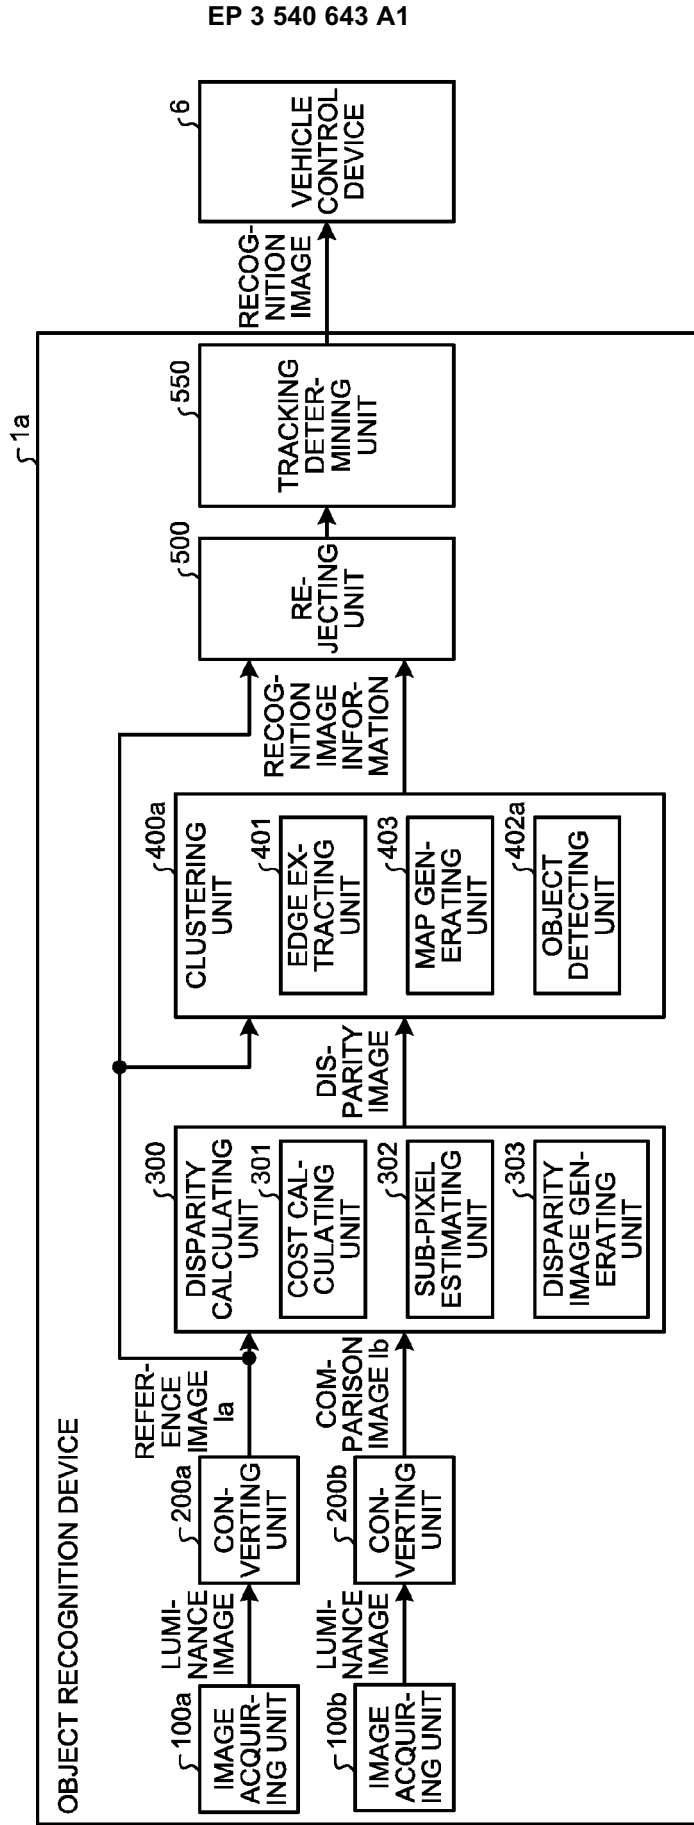 EP 3 540 643 A1
OBJECT RECOGNITION DEVICE
1a
100a
IMAGE
ACQUIR-
ING UNIT
LUMI-
NANCE
IMAGE
200a
CON-
VERTING
UNIT
REFER-
ENCE
IMAGE
Ia
100b
IMAGE
ACQUIR-
ING UNIT
LUMI-
NANCE
IMAGE
200b
CON-
VERTING
UNIT
COM-
PARISON
IMAGE Ib
300
DISPARITY
CALCULATING
UNIT
301
COST CAL-
CULATING
UNIT
302
SUB-PIXEL
ESTIMATING
UNIT
303
DISPARITY
IMAGE GEN-
ERATING
UNIT
DIS-
PARITY
IMAGE
400a
CLUSTERING
UNIT
401
EDGE EX-
TRACTING
UNIT
403
MAP GEN-
ERATING
UNIT
402a
OBJECT
DETECTING
UNIT
RECOG-
NITION
IMAGE
INFOR-
MATION
500
RE-
JECTING
UNIT
550
TRACKING
DETER-
MINING
UNIT
RECOG-
NITION
IMAGE
6
VEHICLE
CONTROL
DEVICE